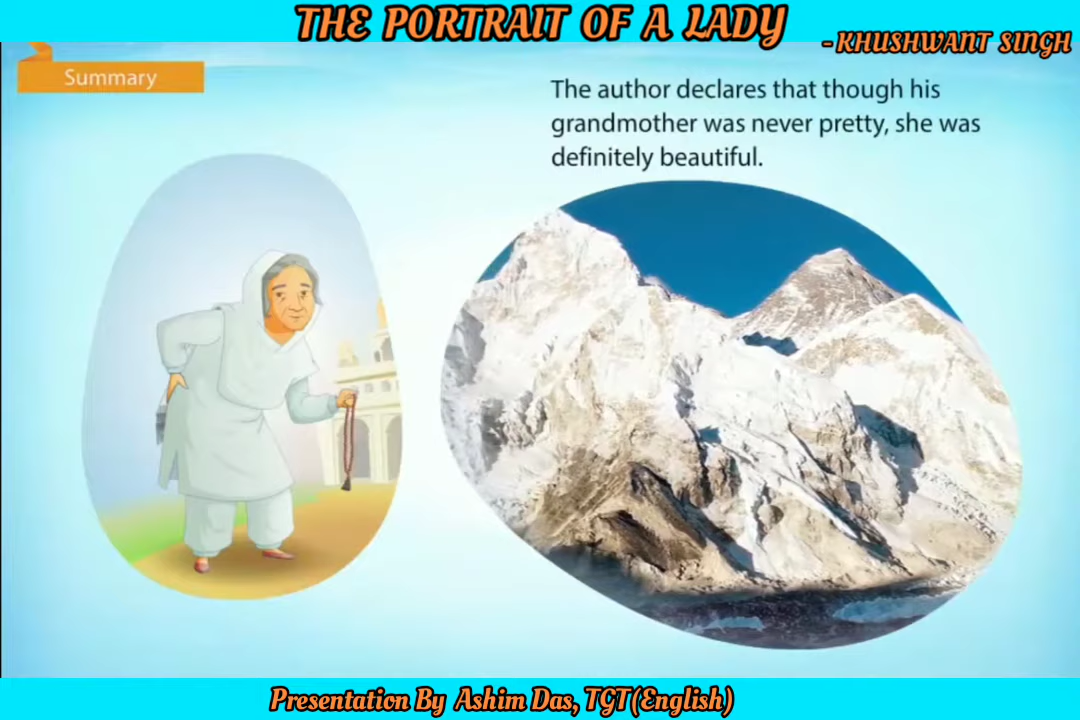 THE PORTRAIT OF A LADY
- KHUSHWANT SINGH
Summary
The author declares that though his
grandmother was never pretty, she was
definitely beautiful.
Presentation By Ashim Das, TGT(English)